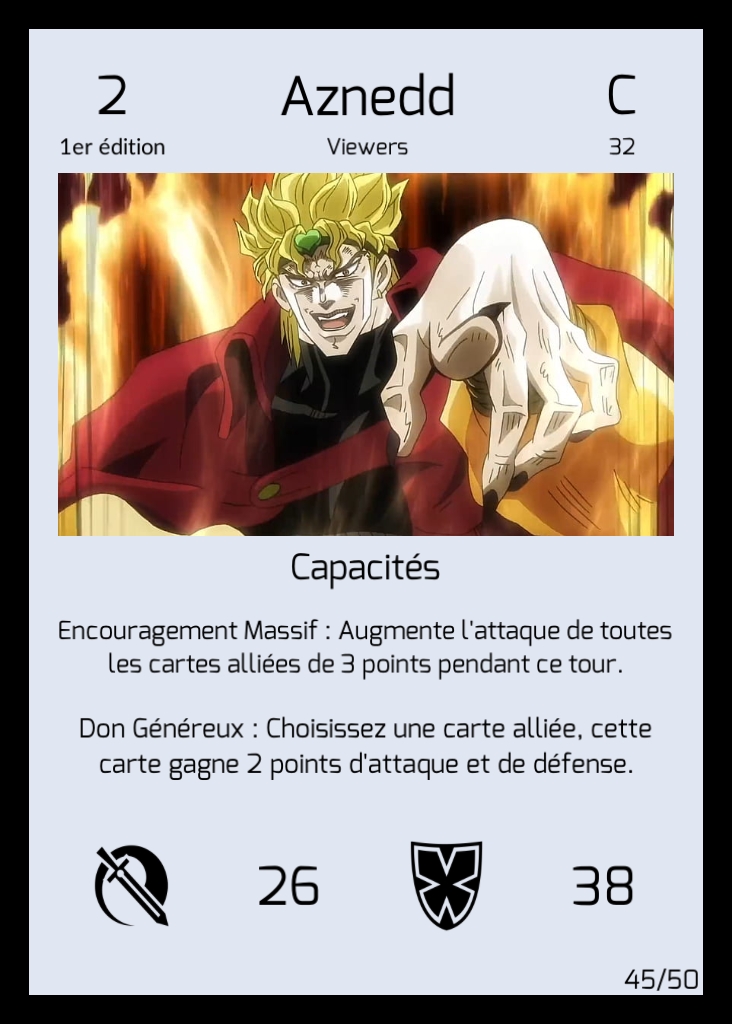 2 Aznedd C
1er édition Viewers 32
Capacités
Encouragement Massif : Augmente l'attaque de toutes
les cartes alliées de 3 points pendant ce tour.
Don Généreux : Choisissez une carte alliée, cette
carte gagne 2 points d'attaque et de défense.
26 38
45/50